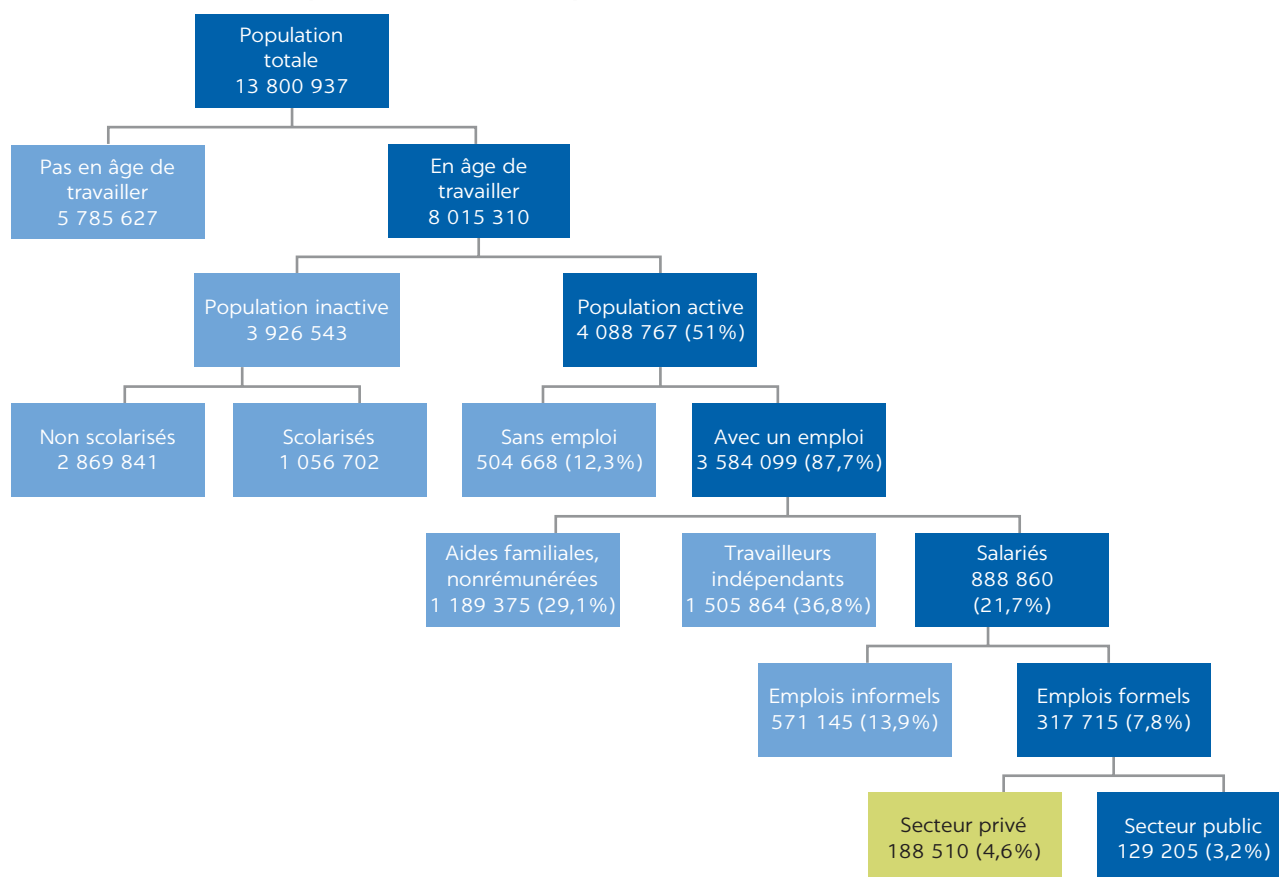 Population
totale
13 800 937
Pas en âge de
travailler
5 785 627
En âge de
travailler
8 015 310
Population inactive
3 926 543
Population active
4 088 767 (51%)
Non scolarisés
2 869 841
Scolarisés
1 056 702
Sans emploi
504 668 (12,3%)
Avec un emploi
3 584 099 (87,7%)
Aides familiales,
nonrémunérées
1 189 375 (29,1%)
Travailleurs
indépendants
1 505 864 (36,8%)
Salariés
888 860
(21,7%)
Emplois informels
571 145 (13,9%)
Emplois formels
317 715 (7,8%)
Secteur privé
188 510 (4,6%)
Secteur public
129 205 (3,2%)